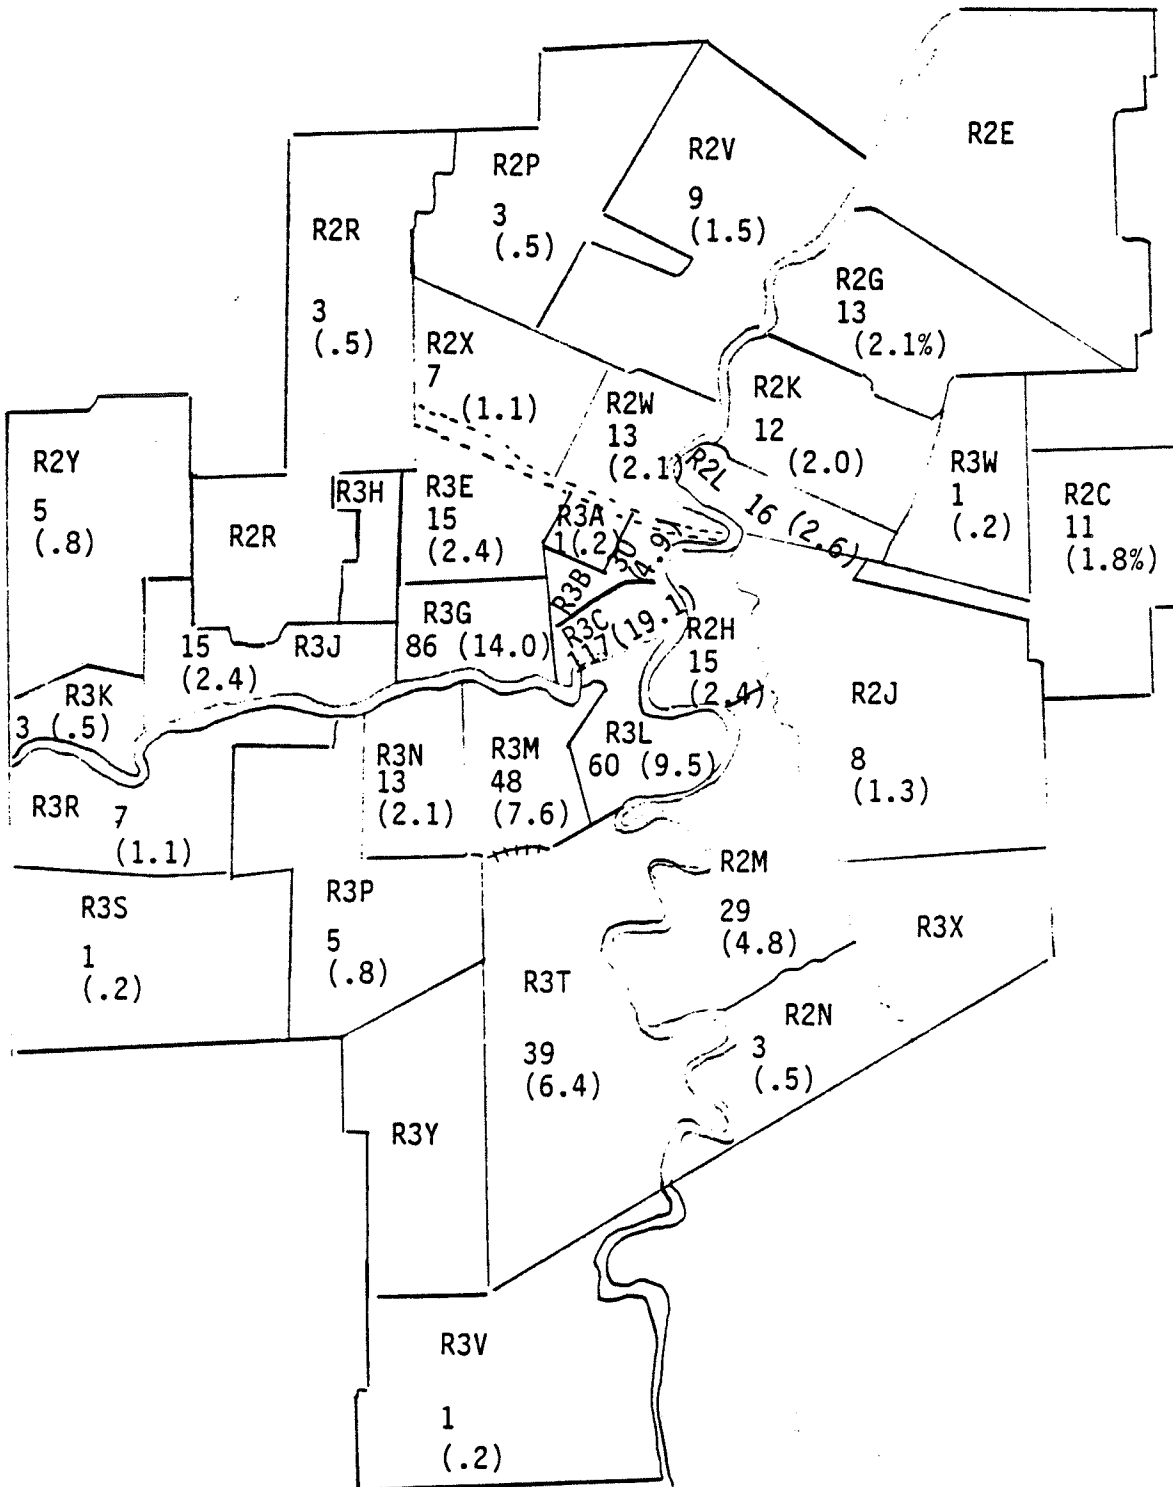 R2E
R2V
9
(1.5)
R2P
3
(.5)
R2R
3
(.5)
R2G
13
(2.1%)
R2X
7
(1.1)
R2W
13
(2.1)
R2K
12
(2.0)
R2L 16 (2.6)
R3W
1
(.2)
R2C
11
(1.8%)
R2Y
5
(.8)
R2R
R3H
R3E
15
(2.4)
R3A
1(.2)
R3B 30 (4.9)
R3C
117(19.1)
R3G
86 (14.0)
R3J
15
(2.4)
R2H
15
(2.4)
R3K
3 (.5)
R2J
8
(1.3)
R3R 7
(1.1)
R3N
13
(2.1)
R3M
48
(7.6)
R3L
60 (9.5)
R2M
29
(4.8)
R3S
1
(.2)
R3P
5
(.8)
R3X
R3T
39
(6.4)
R2N
3
(.5)
R3Y
R3V
1
(.2)